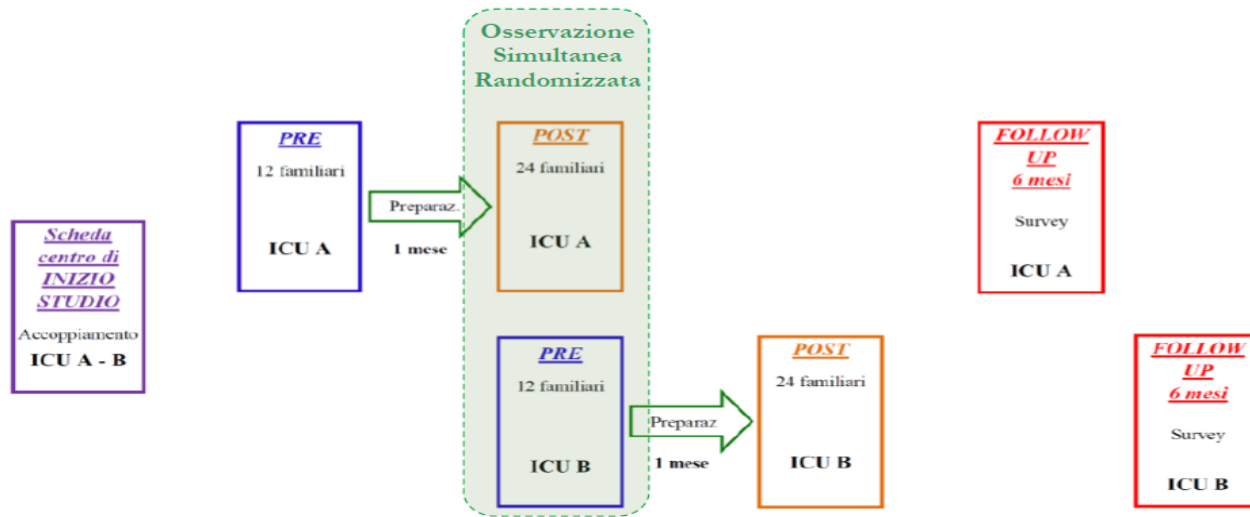 Osservazione
Simultanea
Randomizzata
PRE
12 familiari
ICU A
Preparaz.
1 mese
POST
24 familiari
ICU A
FOLLOW
UP
6 mesi
Survey
ICU A
Scheda
centro di
INIZIO
STUDIO
Accoppiamento
ICU A - B
PRE
12 familiari
ICU B
Preparaz
1 mese
POST
24 familiari
ICU B
FOLLOW
UP
6 mesi
Survey
ICU B